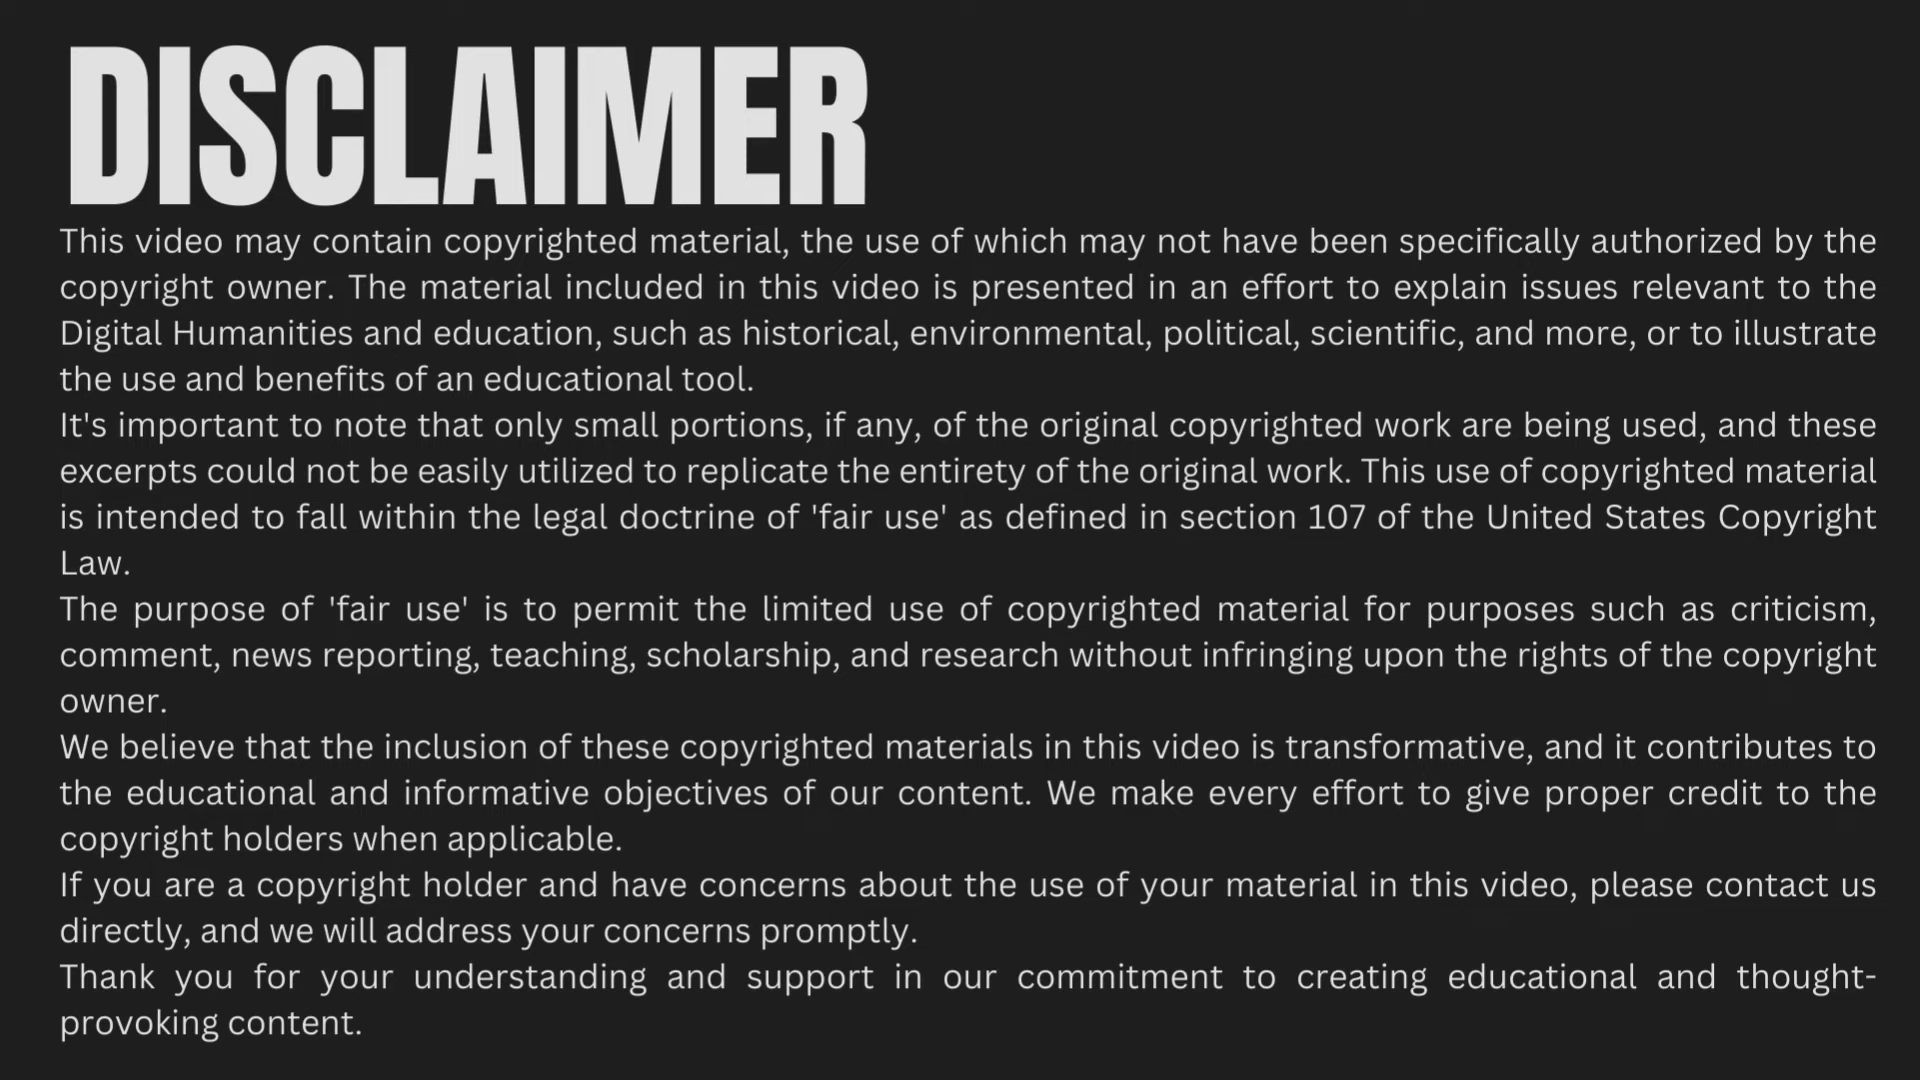 DISCLAIMER
This video may contain copyrighted material, the use of which may not have been specifically authorized by the
copyright owner. The material included in this video is presented in an effort to explain issues relevant to the
Digital Humanities and education, such as historical, environmental, political, scientific, and more, or to illustrate
the use and benefits of an educational tool.
It's important to note that only small portions, if any, of the original copyrighted work are being used, and these
excerpts could not be easily utilized to replicate the entirety of the original work. This use of copyrighted material
is intended to fall within the legal doctrine of 'fair use' as defined in section 107 of the United States Copyright
Law.
The purpose of 'fair use' is to permit the limited use of copyrighted material for purposes such as criticism,
comment, news reporting, teaching, scholarship, and research without infringing upon the rights of the copyright
owner.
We believe that the inclusion of these copyrighted materials in this video is transformative, and it contributes to
the educational and informative objectives of our content. We make every effort to give proper credit to the
copyright holders when applicable.
If you are a copyright holder and have concerns about the use of your material in this video, please contact us
directly, and we will address your concerns promptly.
Thank you for your understanding and support in our commitment to creating educational and thought-
provoking content.